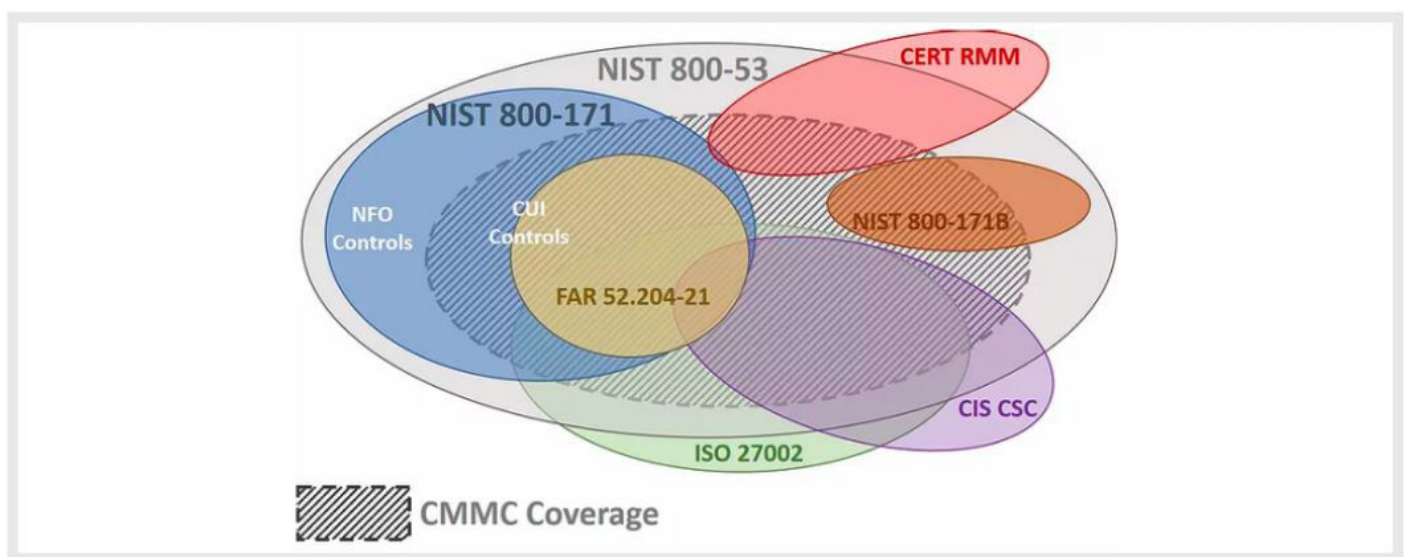 NIST 800-53
CERT RMM
NIST 800-171
NFO
Controls
CUI
Controls
NIST 800-171B
FAR 52.204-21
CIS CSC
ISO 27002
CMMC Coverage